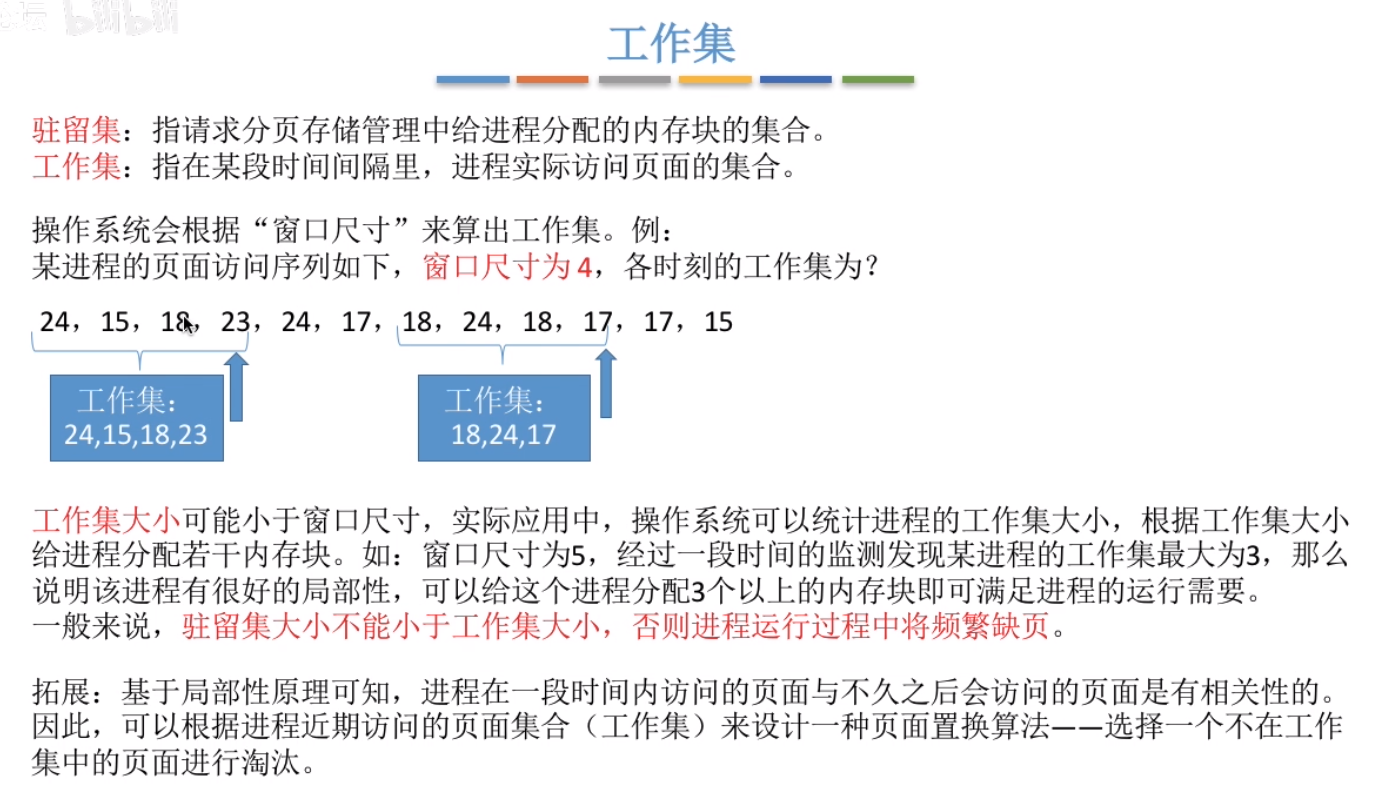 工作集
驻留集：指请求分页存储管理中给进程分配的内存块的集合。
工作集：指在某段时间间隔里，进程实际访问页面的集合。
操作系统会根据“窗口尺寸”来算出工作集。例：
某进程的页面访问序列如下，窗口尺寸为 4，各时刻的工作集为？
24，15，18，23，24，17，18，24，18，17，17，15
工作集：
24,15,18,23
工作集：
18,24,17
工作集大小可能小于窗口尺寸，实际应用中，操作系统可以统计进程的工作集大小，根据工作集大小
给进程分配若干内存块。如：窗口尺寸为5，经过一段时间的监测发现某进程的工作集最大为3，那么
说明该进程有很好的局部性，可以给这个进程分配3个以上的内存块即可满足进程的运行需要。
一般来说，驻留集大小不能小于工作集大小，否则进程运行过程中将频繁缺页。
拓展：基于局部性原理可知，进程在一段时间内访问的页面与不久之后会访问的页面是有相关性的。
因此，可以根据进程近期访问的页面集合（工作集）来设计一种页面置换算法——选择一个不在工作
集中的页面进行淘汰。